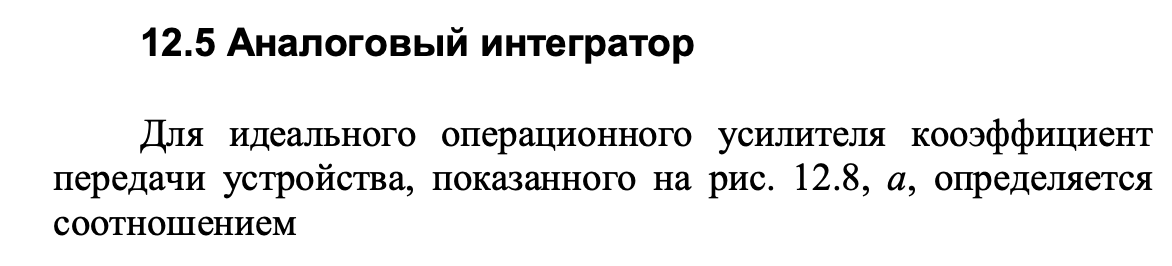 12.5 Аналоговый интегратор
Для идеального операционного усилителя кооэффициент
передачи устройства, показанного на рис. 12.8, а, определяется
соотношением